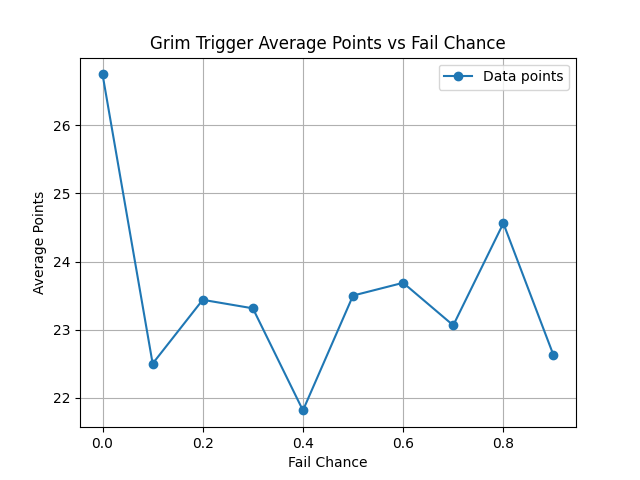 Grim Trigger Average Points vs Fail Chance
Data points
Average Points
26
25
24
23
22
0.0 0.2 0.4 0.6 0.8
Fail Chance